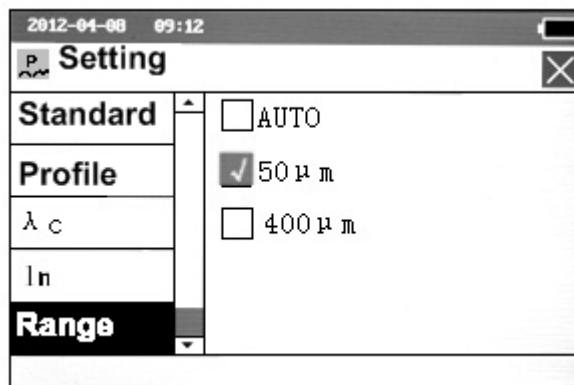 2012-04-08 09:12
P Setting
Standard
Profile
λc
ln
Range
AUTO
50μm
400μm